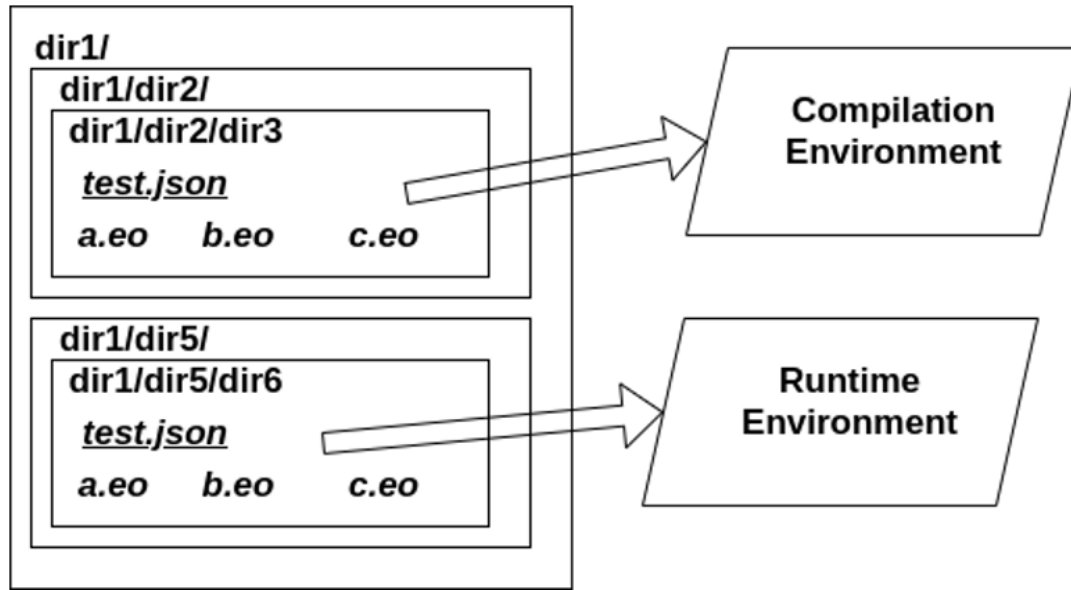 dir1/
dir1/dir2/
dir1/dir2/dir3
test.json
a.eo b.eo c.eo
Compilation
Environment
dir1/dir5/
dir1/dir5/dir6
test.json
a.eo b.eo c.eo
Runtime
Environment